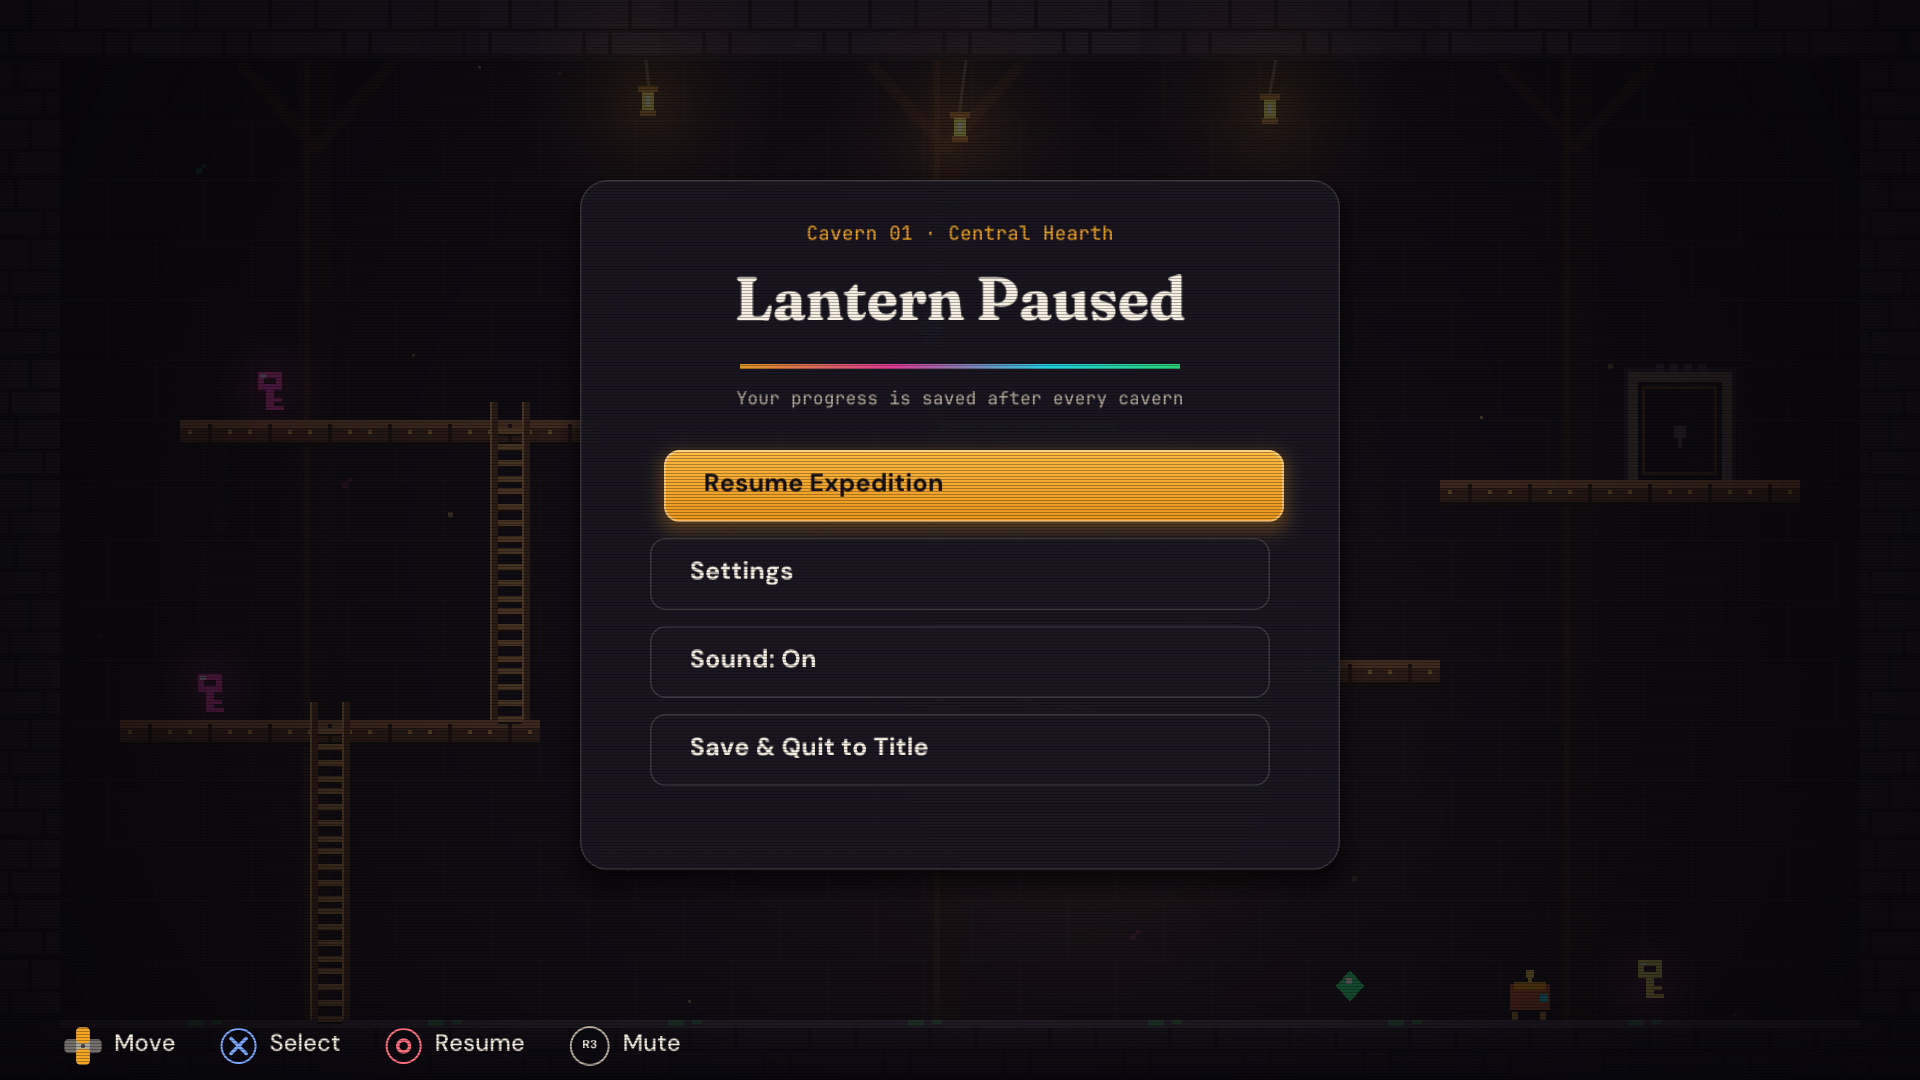 Cavern 01 · Central Hearth
Lantern Paused
Your progress is saved after every cavern
Resume Expedition
Settings
Sound: On
Save & Quit to Title
Move Select Resume R3 Mute